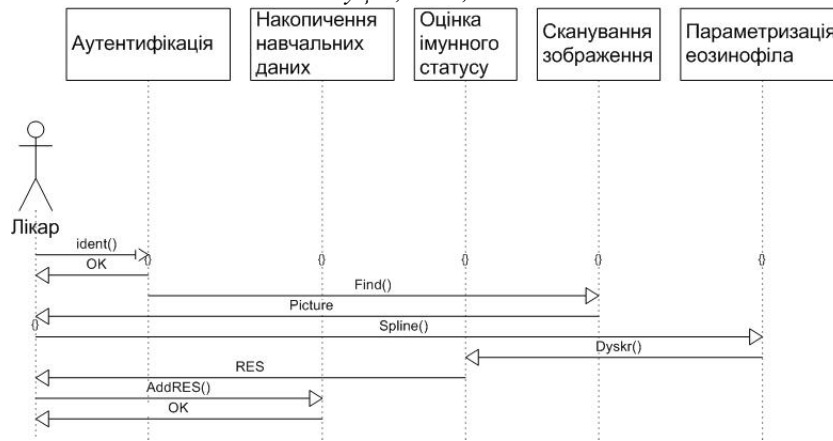 Аутентифікація
Накопичення
навчальних
даних
Оцінка
імунного
статусу
Сканування
зображення
Параметризація
еозинофіла
Лікар
ident()
{}
{}
{}
{}
{}
OK
Find()
Picture
{}
Spline()
Dyskr()
RES
AddRES()
OK